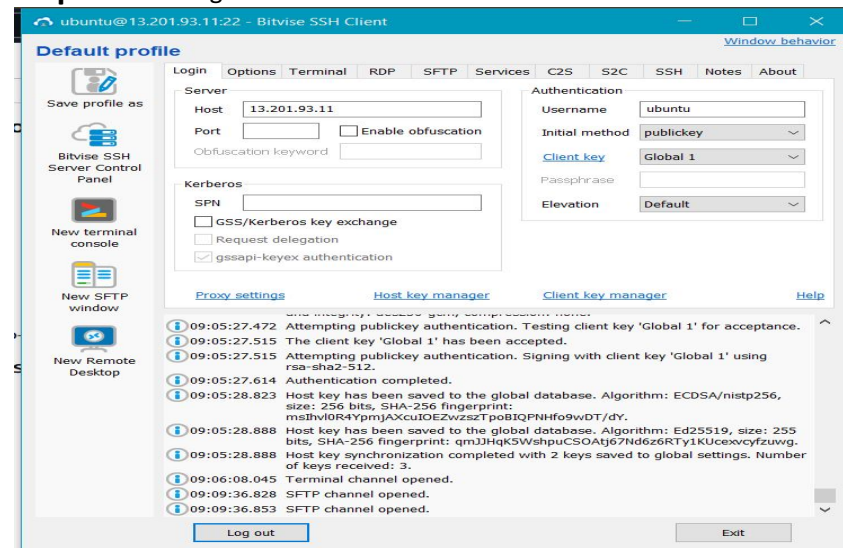 ubuntu@13.201.93.11:22 - Bitvise SSH Client
Default profile
Window behavior
Save profile as
Bitvise SSH
Server Control
Panel
New terminal
console
New SFTP
window
New Remote
Desktop
Login Options Terminal RDP SFTP Services C2S S2C SSH Notes About
Server
Host 13.201.93.11
Port Enable obfuscation
Obfuscation keyword
Kerberos
SPN
GSS/Kerberos key exchange
Request delegation
gssapi-keyex authentication
Authentication
Username ubuntu
Initial method publickey
Client key Global 1
Passphrase
Elevation Default
Proxy settings Host key manager Client key manager Help
09:05:27.472 Attempting publickey authentication. Testing client key 'Global 1' for acceptance.
09:05:27.515 The client key 'Global 1' has been accepted.
09:05:27.515 Attempting publickey authentication. Signing with client key 'Global 1' using
rsa-sha2-512.
09:05:27.614 Authentication completed.
09:05:28.823 Host key has been saved to the global database. Algorithm: ECDSA/nistp256,
size: 256 bits, SHA-256 fingerprint:
msIhvl0R4YpmjAXcuIOEZwzszTpoBIQPNHfo9wDT/dY.
09:05:28.888 Host key has been saved to the global database. Algorithm: Ed25519, size: 255
bits, SHA-256 fingerprint: qmJJHqK5WshpuCSOAtj67Nd6z6RTy1KUcexvcyfzuwg.
09:05:28.888 Host key synchronization completed with 2 keys saved to global settings. Number
of keys received: 3.
09:06:08.045 Terminal channel opened.
09:09:36.828 SFTP channel opened.
09:09:36.853 SFTP channel opened.
Log out Exit